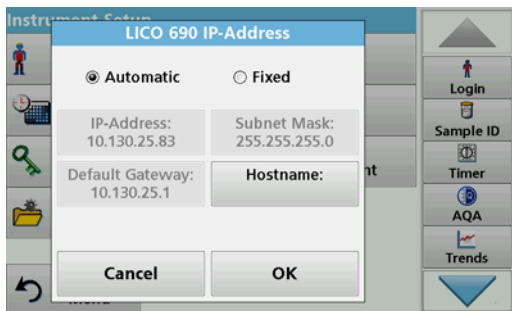 Instrument Setup
LICO 690 IP-Address
Automatic
Fixed
IP-Address:
10.130.25.83
Subnet Mask:
255.255.255.0
Default Gateway:
10.130.25.1
Hostname:
nt
Cancel
OK
Menu
Login
Sample ID
Timer
AQA
Trends